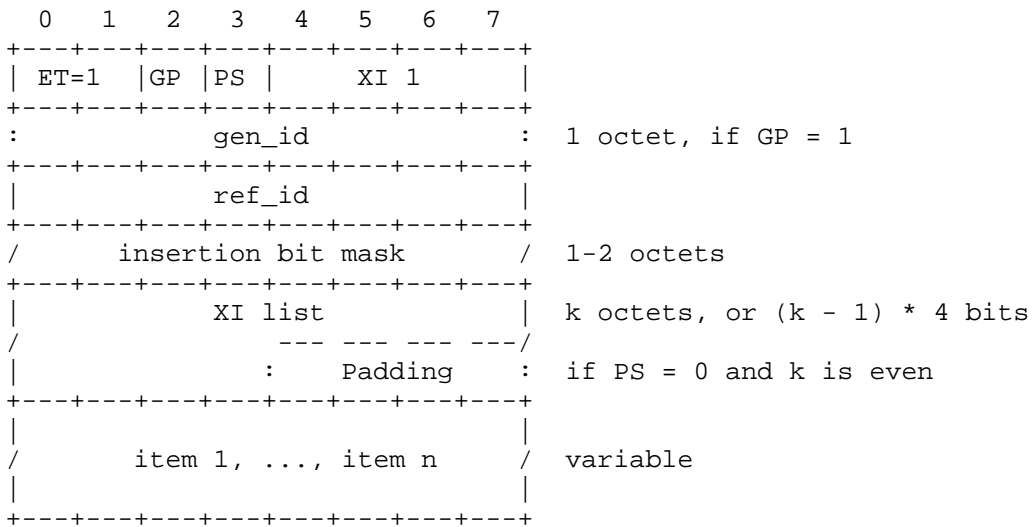 0   1   2   3   4   5   6   7
+---+---+---+---+---+---+---+---+
| ET=1  |GP |PS |     XI 1      |
+---+---+---+---+---+---+---+---+
:            gen_id             :  1 octet, if GP = 1
+---+---+---+---+---+---+---+---+
|            ref_id             |
+---+---+---+---+---+---+---+---+
/      insertion bit mask       /  1-2 octets
+---+---+---+---+---+---+---+---+
|            XI list            |  k octets, or (k - 1) * 4 bits
/                --- --- --- ---/
|               :    Padding    :  if PS = 0 and k is even
+---+---+---+---+---+---+---+---+
|                               |
/       item 1, ..., item n     /  variable
|                               |
+---+---+---+---+---+---+---+---+